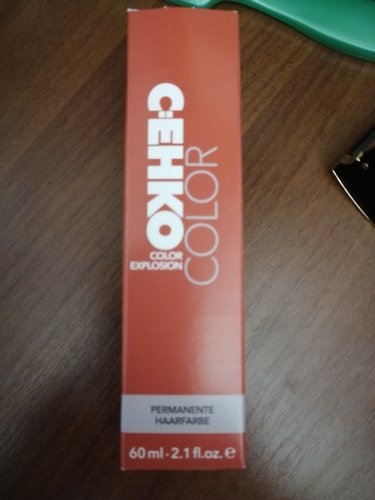 C:EHKO
COLOR
EXPLOSION
COLOR
PERMANENTE
HAARFARBE
60 ml - 2.1 fl.oz. ℮